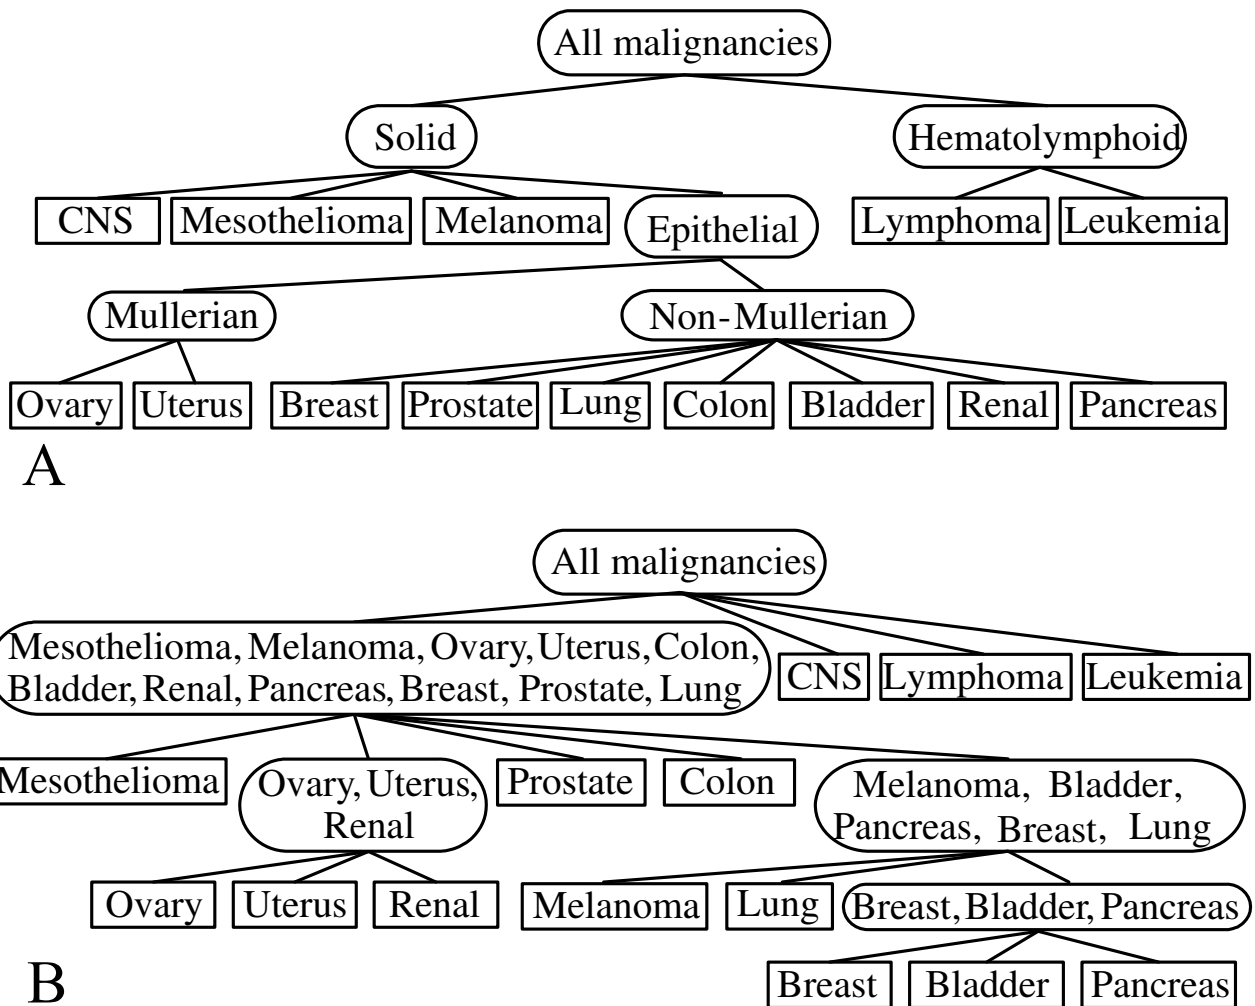 All malignancies
Solid
Hematolymphoid
CNS
Mesothelioma
Melanoma
Epithelial
Lymphoma
Leukemia
Mullerian
Non-Mullerian
Ovary
Uterus
Breast
Prostate
Lung
Colon
Bladder
Renal
Pancreas
A
All malignancies
Mesothelioma, Melanoma, Ovary, Uterus, Colon,
Bladder, Renal, Pancreas, Breast, Prostate, Lung
CNS
Lymphoma
Leukemia
Mesothelioma
Ovary, Uterus,
Renal
Prostate
Colon
Melanoma, Bladder,
Pancreas, Breast, Lung
Ovary
Uterus
Renal
Melanoma
Lung
Breast, Bladder, Pancreas
Breast
Bladder
Pancreas
B